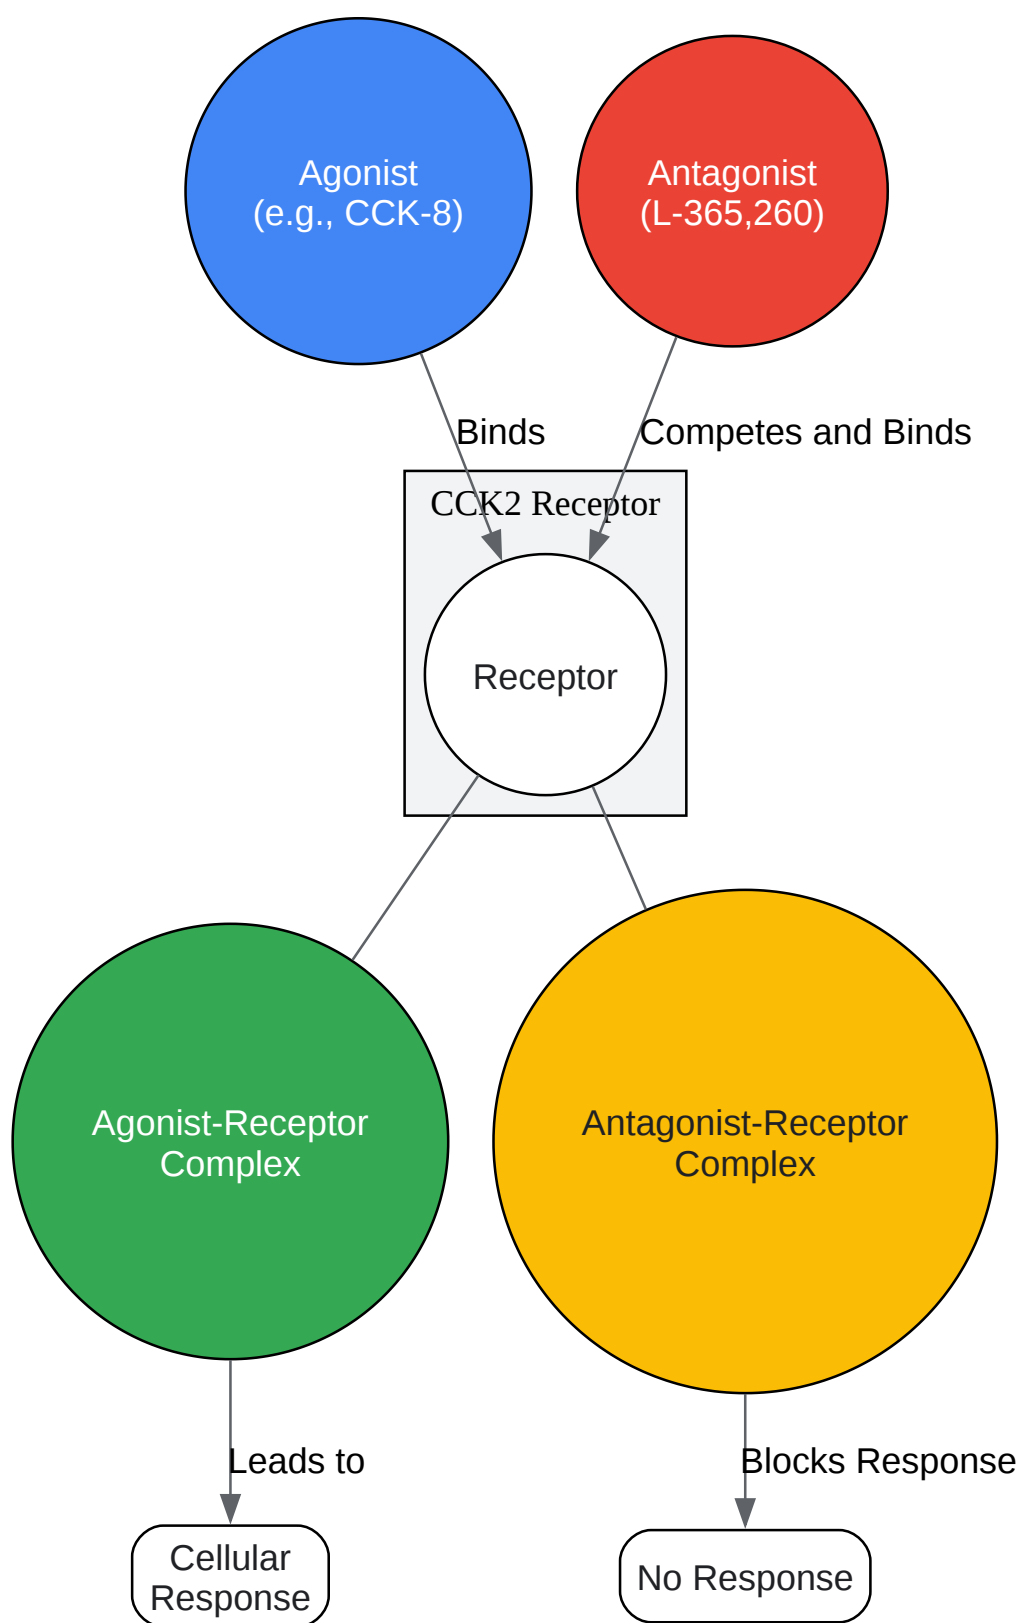 Agonist
(e.g., CCK-8)
Antagonist
(L-365,260)
Binds
Competes and Binds
CCK2 Receptor
Receptor
Agonist-Receptor
Complex
Antagonist-Receptor
Complex
Leads to
Blocks Response
Cellular
Response
No Response